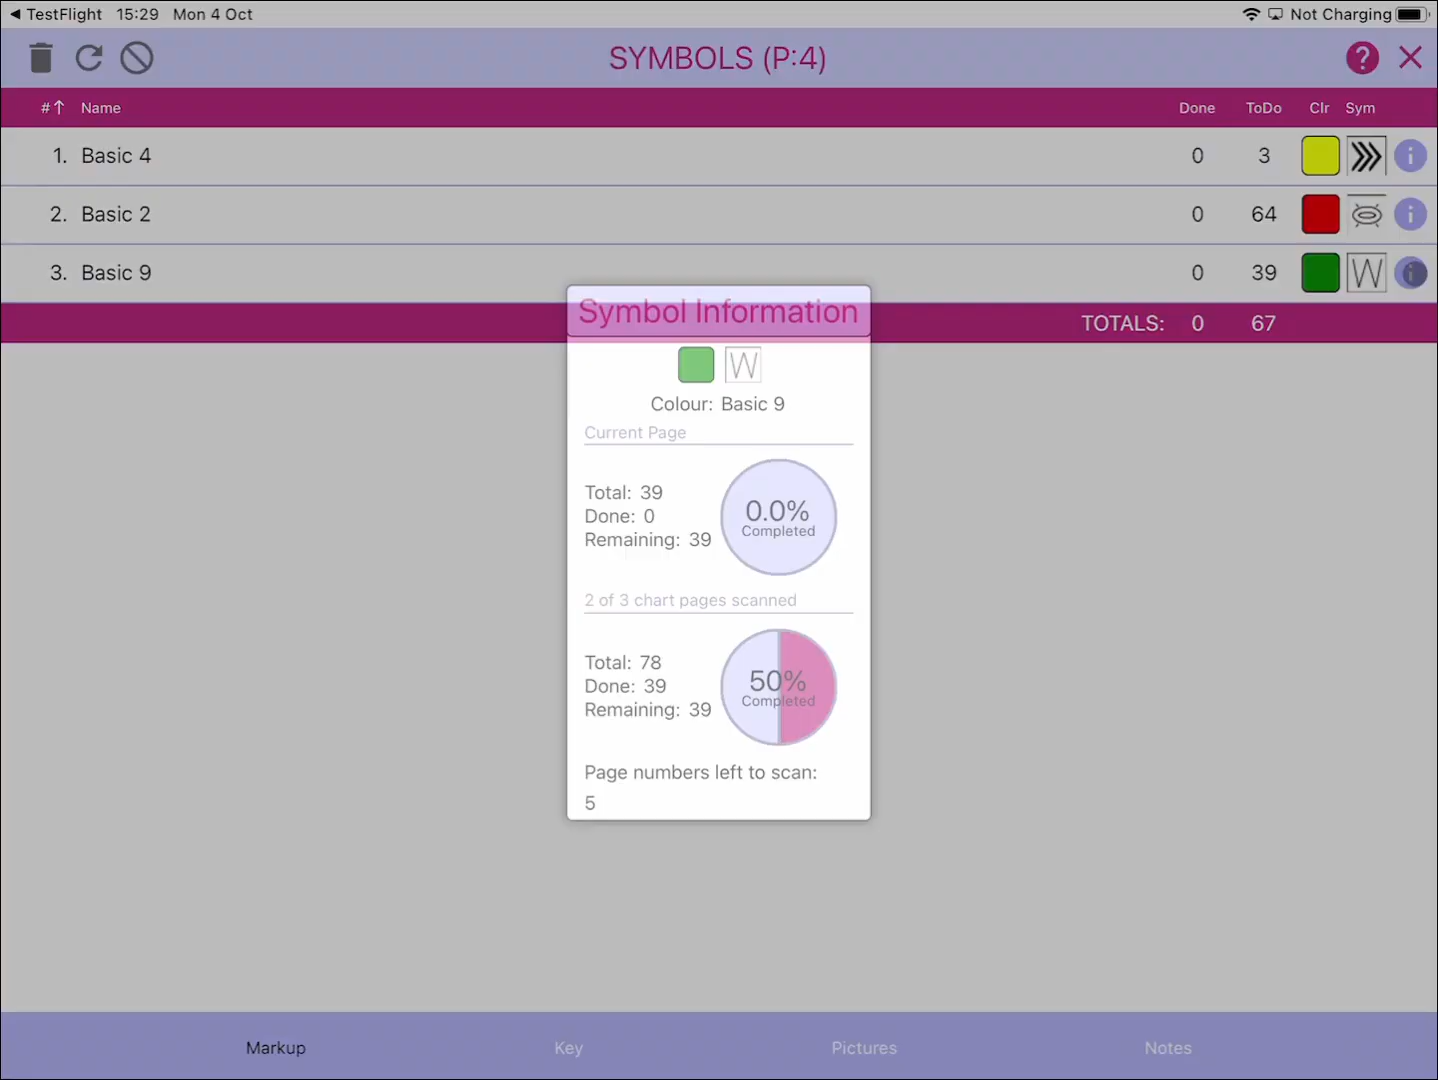 ◀ TestFlight 15:29 Mon 4 Oct Not Charging
SYMBOLS (P:4) ?
#↑ Name Done ToDo Clr Sym
1. Basic 4 0 3 i
2. Basic 2 0 64 i
3. Basic 9 0 39 W i
TOTALS: 0 67
Symbol Information
W
Colour: Basic 9
Current Page
Total: 39
Done: 0
Remaining: 39
0.0%
Completed
2 of 3 chart pages scanned
Total: 78
Done: 39
Remaining: 39
50%
Completed
Page numbers left to scan:
5
Markup Key Pictures Notes